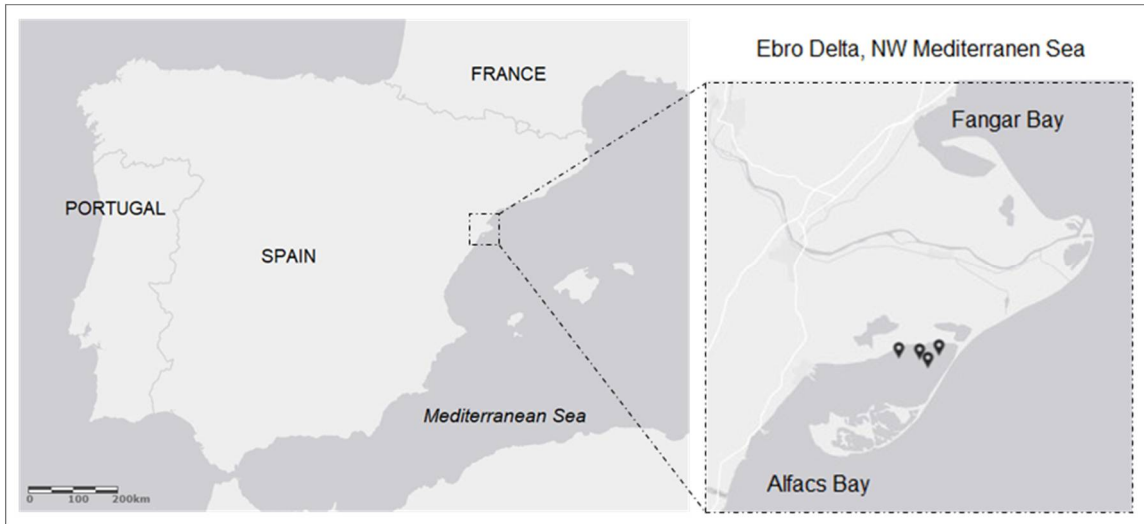 Ebro Delta, NW Mediterranen Sea
FRANCE
Fangar Bay
PORTUGAL
SPAIN
Mediterranean Sea
Alfacs Bay
0 100 200km